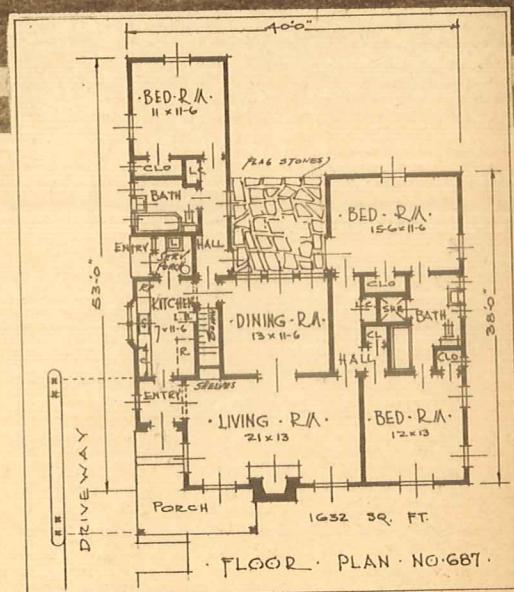 40'-0"
·BED·RM·
11 x 11-6
CLO
L.C.
BATH
FLAG STONES
BED·RM·
15-6 x 11-6
ENTRY
SERV
PORCH
HALL
53'-0"
38'-0"
KITCHEN
7 x 11-6
R.
DOWN
·DINING·RM·
13 x 11-6
CLO
SHR
BATH
CL
HALL
CLO
SHELVES
ENTRY
·LIVING·RM·
21 x 13
BED·RM·
12 x 13
DRIVEWAY
PORCH
1632 SQ. FT.
·FLOOR·PLAN·NO·687·